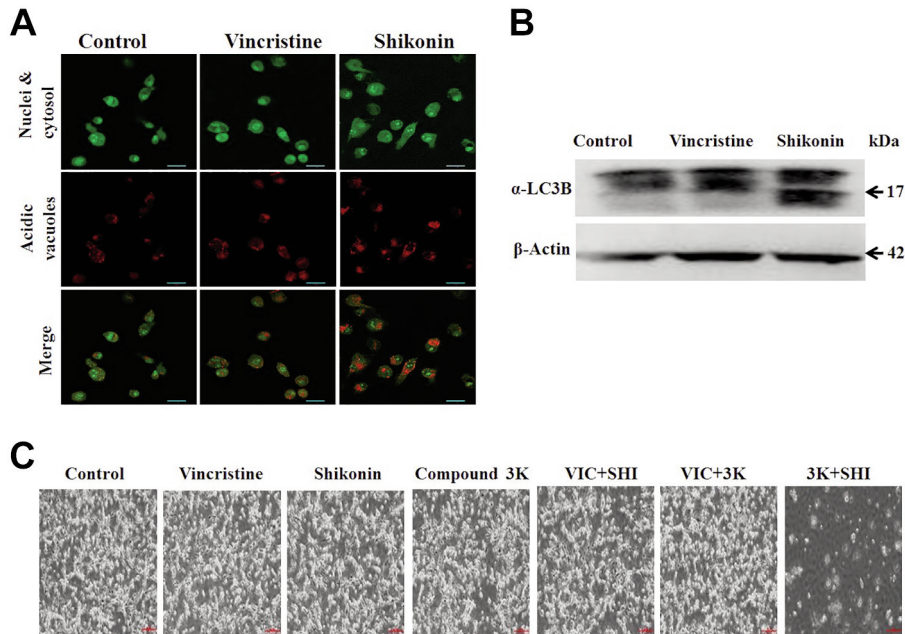 A
Control Vincristine Shikonin
Nuclei & cytosol
Acidic vacuoles
Merge
B
Control Vincristine Shikonin kDa
α-LC3B 17
β-Actin 42
C
Control Vincristine Shikonin Compound 3K VIC+SHI VIC+3K 3K+SHI